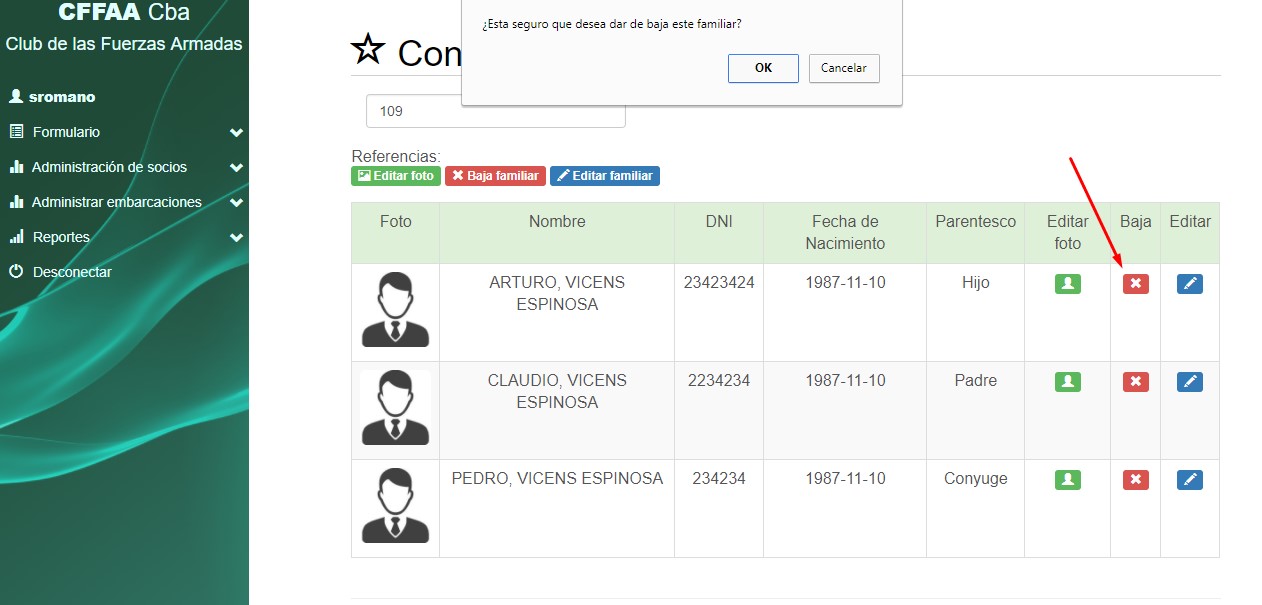 CFFAA Cba
Club de las Fuerzas Armadas
sromano
Formulario
Administración de socios
Administrar embarcaciones
Reportes
Desconectar
¿Esta seguro que desea dar de baja este familiar?
OK Cancelar
Con
109
Referencias:
Editar foto Baja familiar Editar familiar
Foto Nombre DNI Fecha de Nacimiento Parentesco Editar foto Baja Editar
ARTURO, VICENS ESPINOSA 23423424 1987-11-10 Hijo
CLAUDIO, VICENS ESPINOSA 2234234 1987-11-10 Padre
PEDRO, VICENS ESPINOSA 234234 1987-11-10 Conyuge